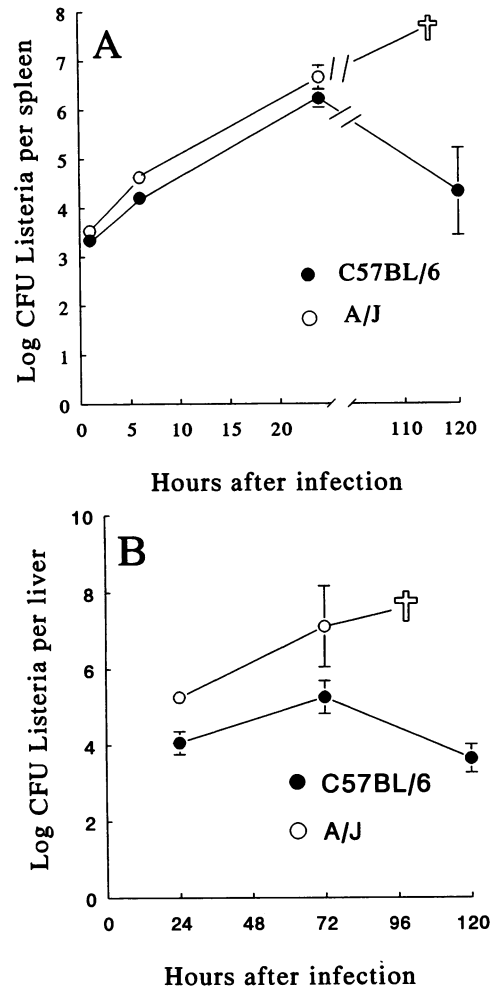 A
8
7
6
5
4
3
2
1
0
Log CFU Listeria per spleen
C57BL/6
A/J
0 5 10 15 20 110 120
Hours after infection
B
10
8
6
4
2
0
Log CFU Listeria per liver
C57BL/6
A/J
0 24 48 72 96 120
Hours after infection